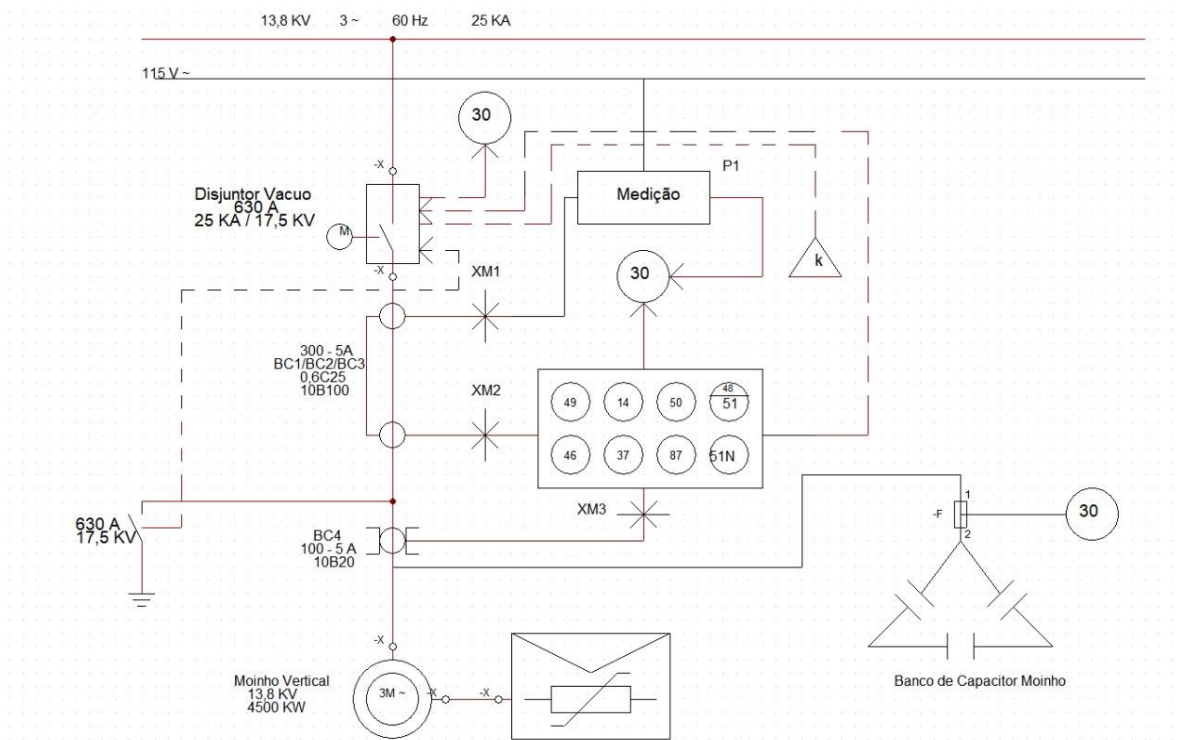 13,8 KV 3 ~ 60 Hz 25 KA
115 V ~
30
P1
-X
Medição
Disjuntor Vacuo
630 A
25 KA / 17,5 KV
M
k
-X
XM1
30
300 - 5A
BC1/BC2/BC3
0,6C25
10B100
XM2
49 14 50 48
51
46 37 87 51N
XM3
1
-F
2
30
630 A
17,5 KV
BC4
100 - 5 A
10B20
-X
Moinho Vertical
13,8 KV
4500 KW
3M ~
-X
-X
Banco de Capacitor Moinho